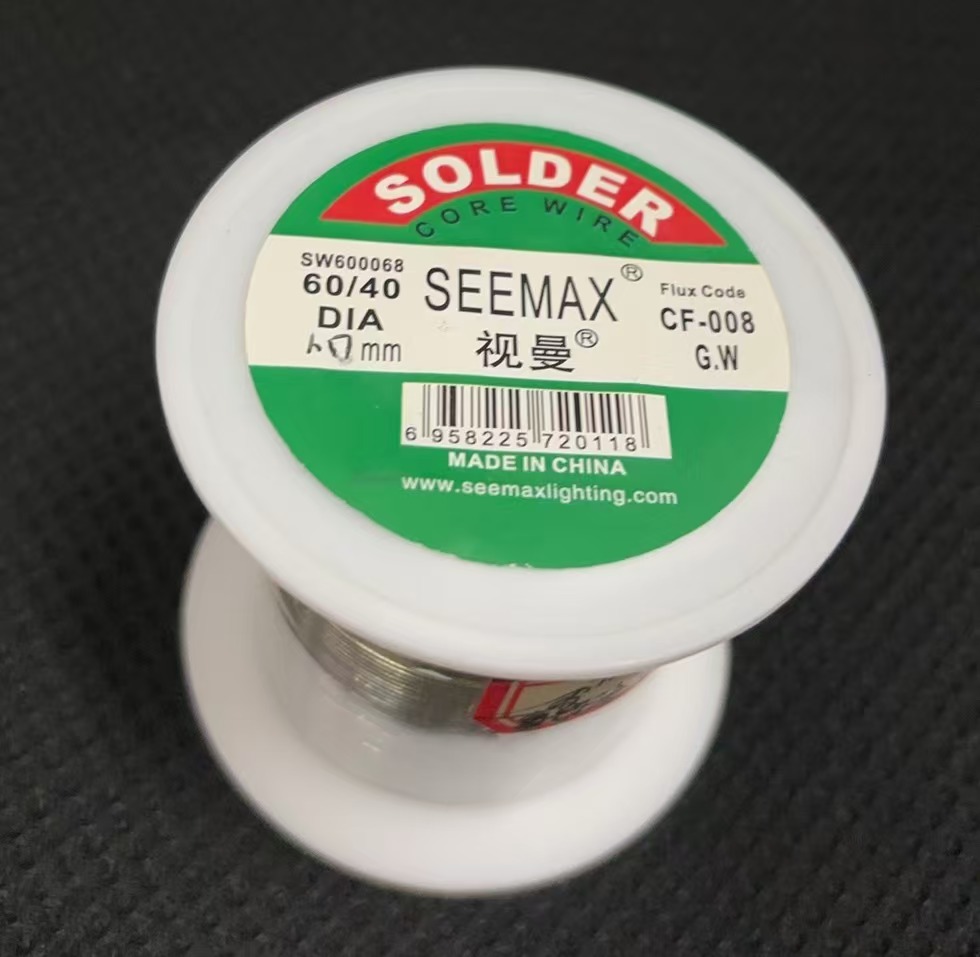 SOLDER
CORE WIRE
SW600068
60/40
DIA
mm
SEEMAX®
视曼®
Flux Code
CF-008
G.W
6 958225 720118
MADE IN CHINA
www.seemaxlighting.com